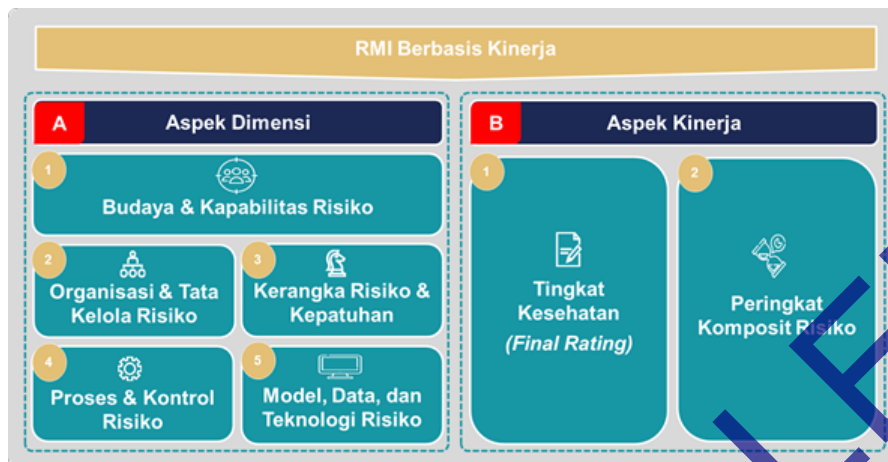 RMI Berbasis Kinerja
A
Aspek Dimensi
1
Budaya & Kapabilitas Risiko
2
Organisasi & Tata
Kelola Risiko
3
Kerangka Risiko &
Kepatuhan
4
Proses & Kontrol
Risiko
5
Model, Data, dan
Teknologi Risiko
B
Aspek Kinerja
1
Tingkat
Kesehatan
(Final Rating)
2
Peringkat
Komposit Risiko